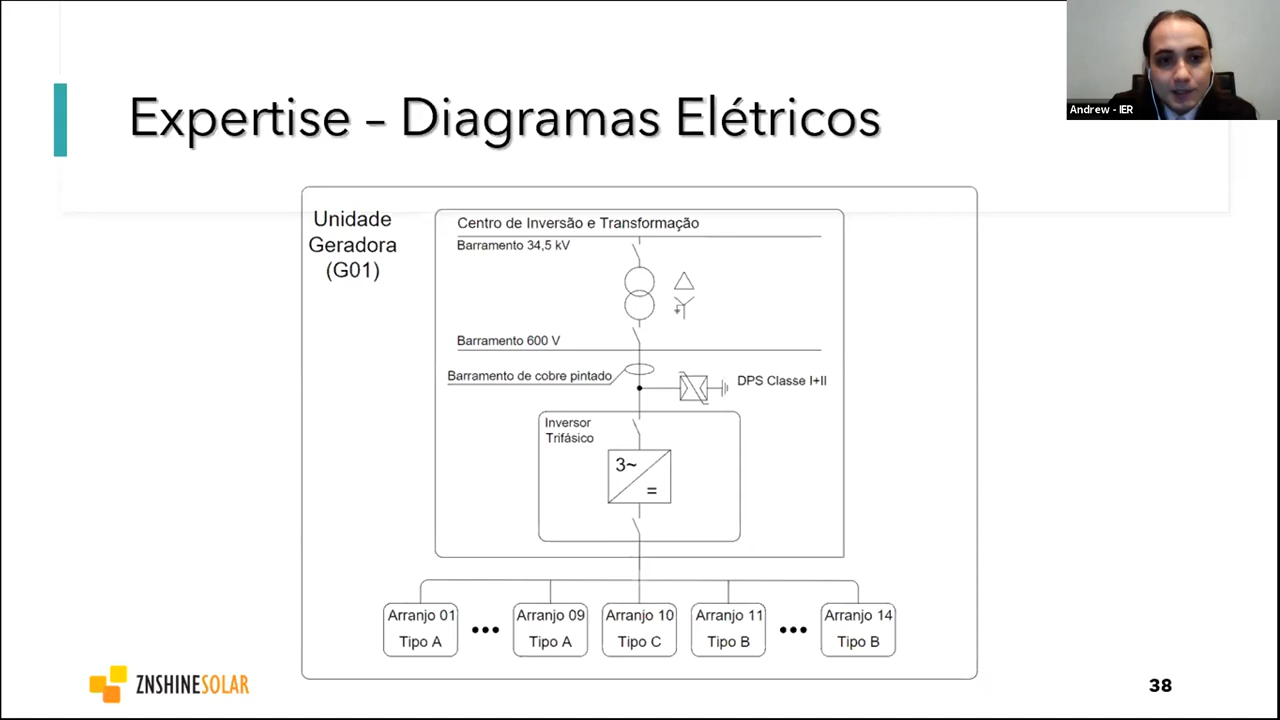 Andrew - IER
Expertise – Diagramas Elétricos
Unidade
Geradora
(G01)
Centro de Inversão e Transformação
Barramento 34,5 kV
Barramento 600 V
Barramento de cobre pintado
DPS Classe I+II
Inversor
Trifásico
3~
=
Arranjo 01
Tipo A
•••
Arranjo 09
Tipo A
Arranjo 10
Tipo C
Arranjo 11
Tipo B
•••
Arranjo 14
Tipo B
ZNSHINESOLAR
38